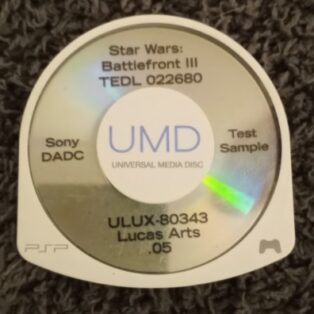 Star Wars:
Battlefront III
TEDL 022680
Sony
DADC
UMD
UNIVERSAL MEDIA DISC
Test
Sample
ULUX-80343
Lucas Arts
.05
PSP